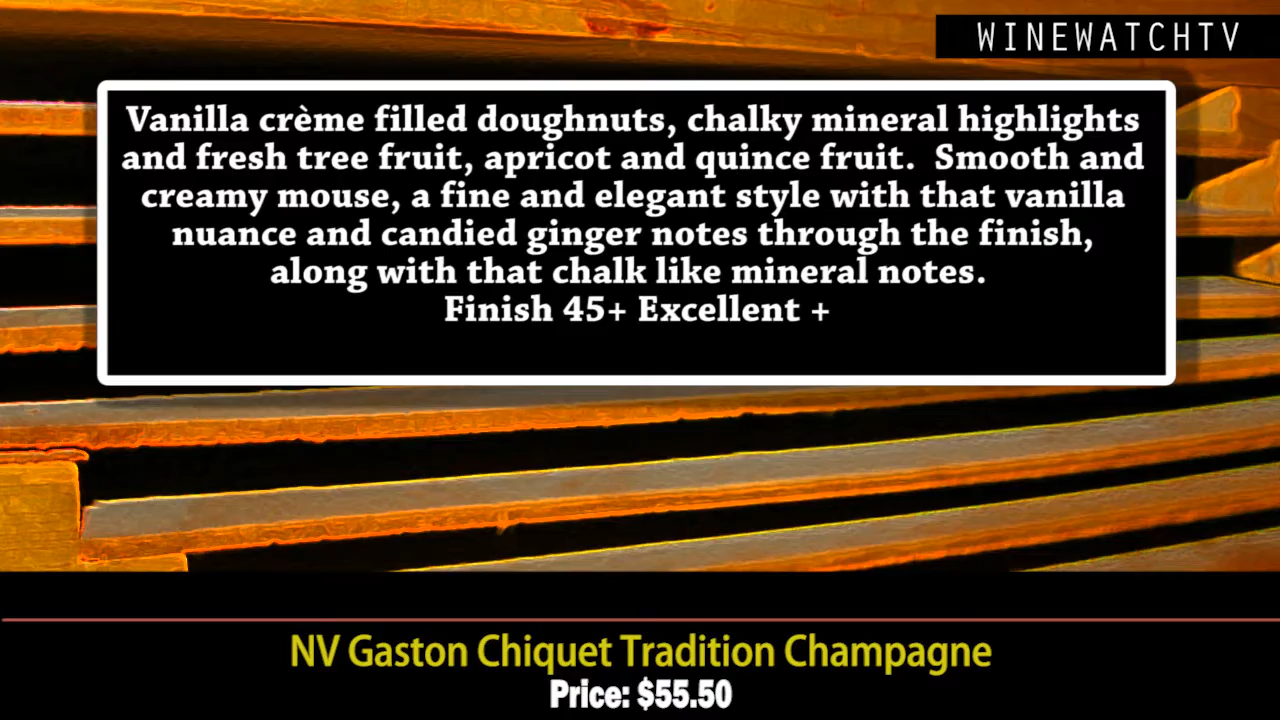 WINEWATCHTV
Vanilla crème filled doughnuts, chalky mineral highlights
and fresh tree fruit, apricot and quince fruit.  Smooth and
creamy mouse, a fine and elegant style with that vanilla
nuance and candied ginger notes through the finish,
along with that chalk like mineral notes.
Finish 45+ Excellent +
NV Gaston Chiquet Tradition Champagne
Price: $55.50